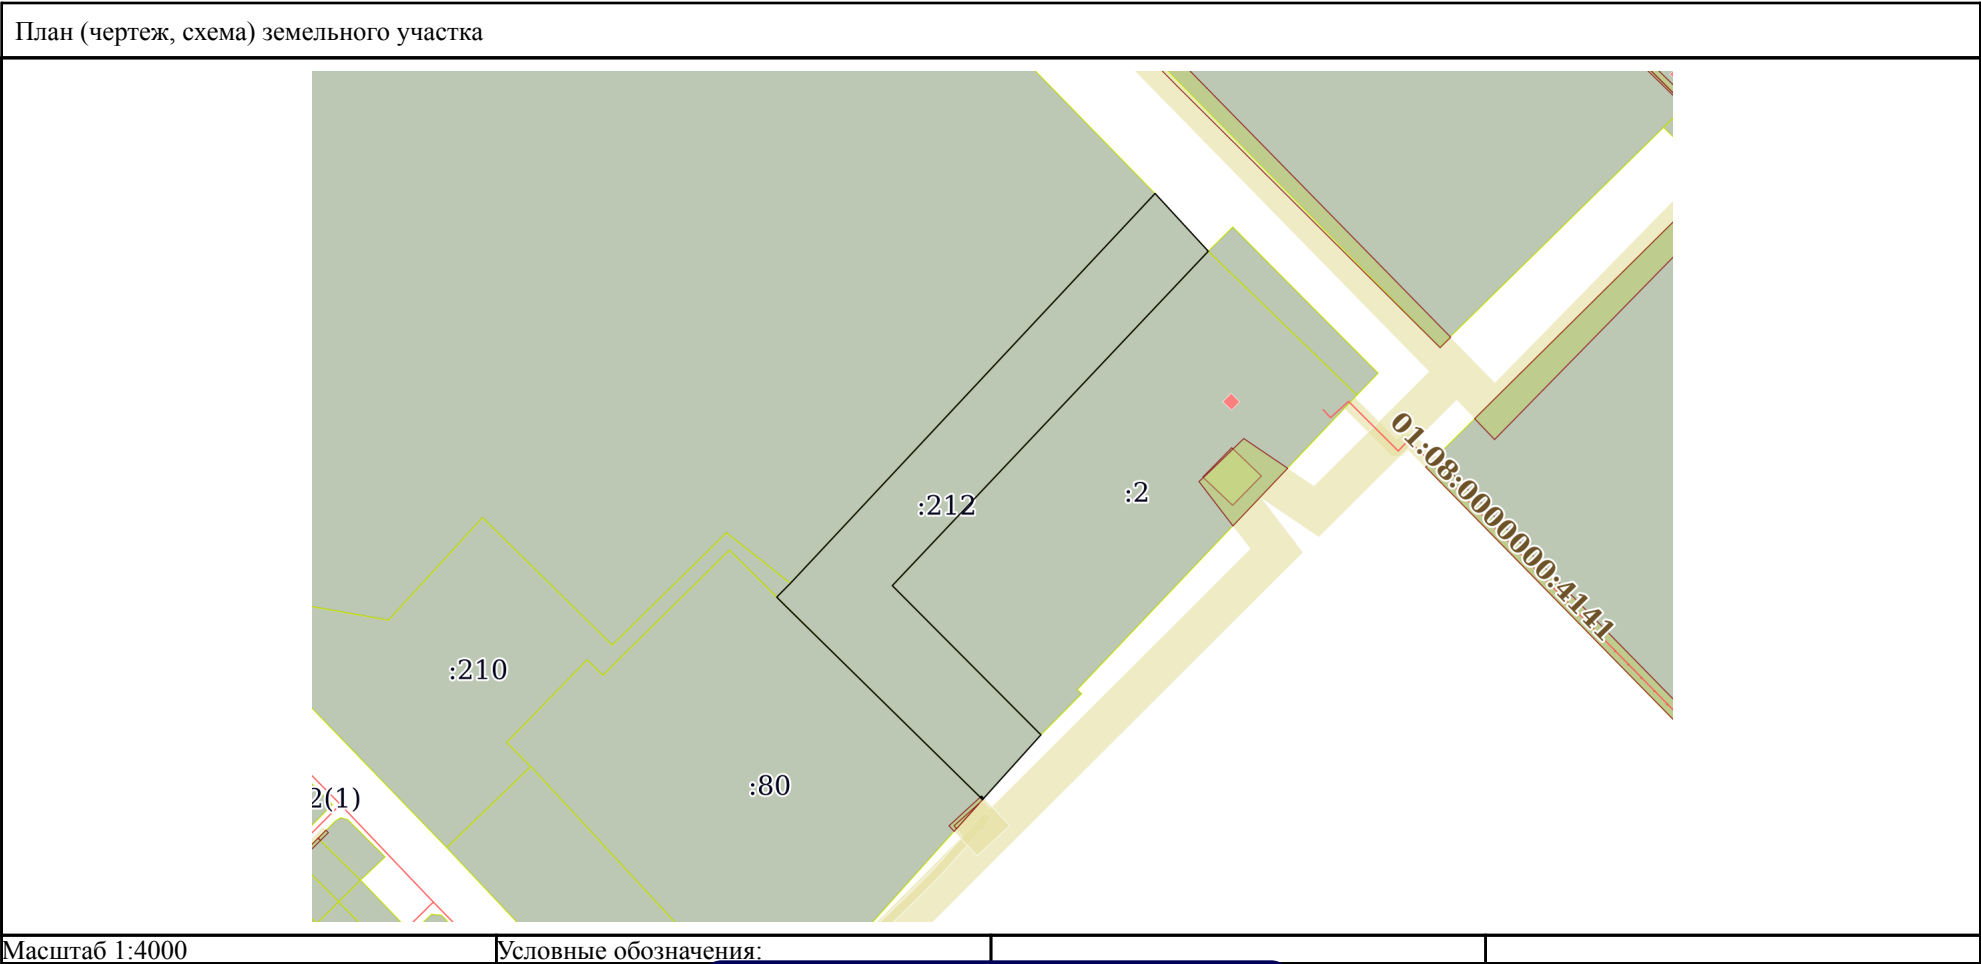 План (чертеж, схема) земельного участка
:212
:2
01:08:0000000:4141
:210
:80
2(1)
Масштаб 1:4000
Условные обозначения: